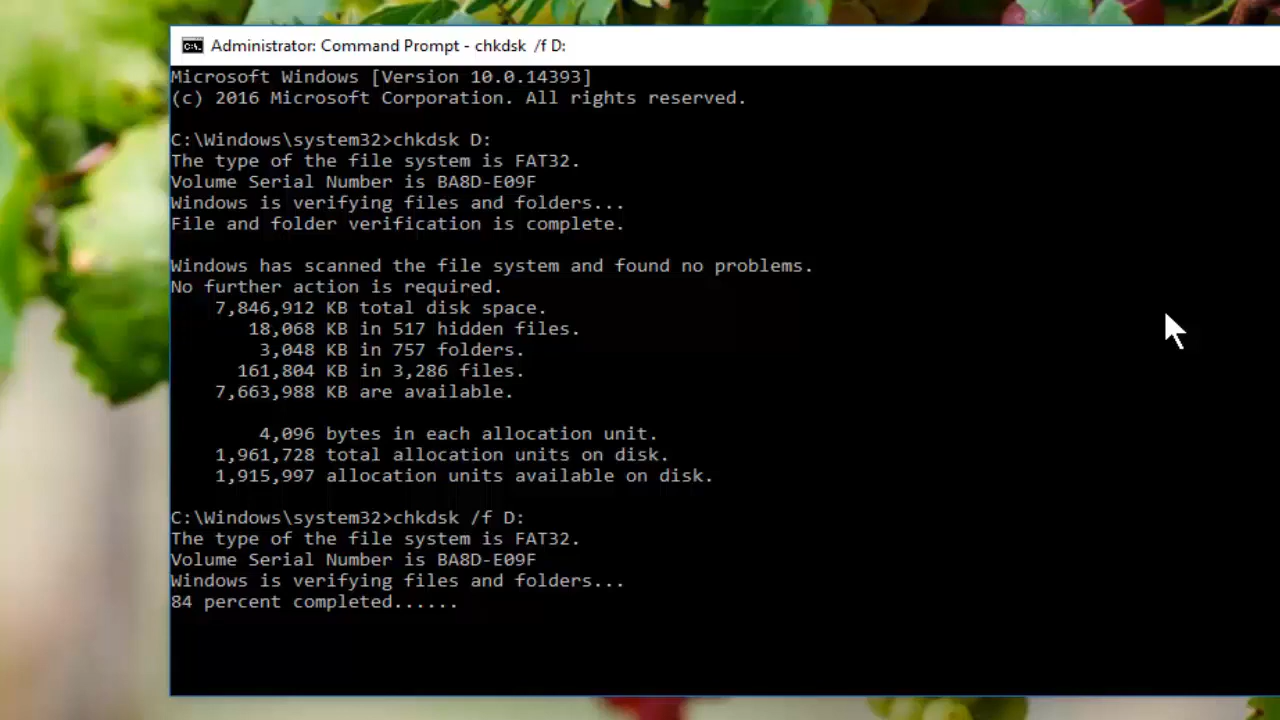 Administrator: Command Prompt - chkdsk /f D:
Microsoft Windows [Version 10.0.14393]
(c) 2016 Microsoft Corporation. All rights reserved.
C:\Windows\system32>chkdsk D:
The type of the file system is FAT32.
Volume Serial Number is BA8D-E09F
Windows is verifying files and folders...
File and folder verification is complete.
Windows has scanned the file system and found no problems.
No further action is required.
7,846,912 KB total disk space.
18,068 KB in 517 hidden files.
3,048 KB in 757 folders.
161,804 KB in 3,286 files.
7,663,988 KB are available.
4,096 bytes in each allocation unit.
1,961,728 total allocation units on disk.
1,915,997 allocation units available on disk.
C:\Windows\system32>chkdsk /f D:
The type of the file system is FAT32.
Volume Serial Number is BA8D-E09F
Windows is verifying files and folders...
84 percent completed......